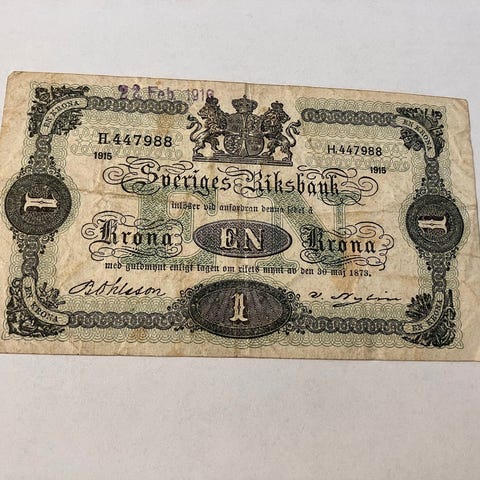 22 Feb 1916
EN KRONA
EN KRONA
H.447988
H.447988
1915
1915
Sveriges Riksbank
inlöser vid anfordran denna sedel å
1
Krona
EN
Krona
1
med guldmynt enligt lagen om rikets mynt av den 30 maj 1873.
B Ohlsson
V. Nylin
EN KRONA
1
EN KRONA